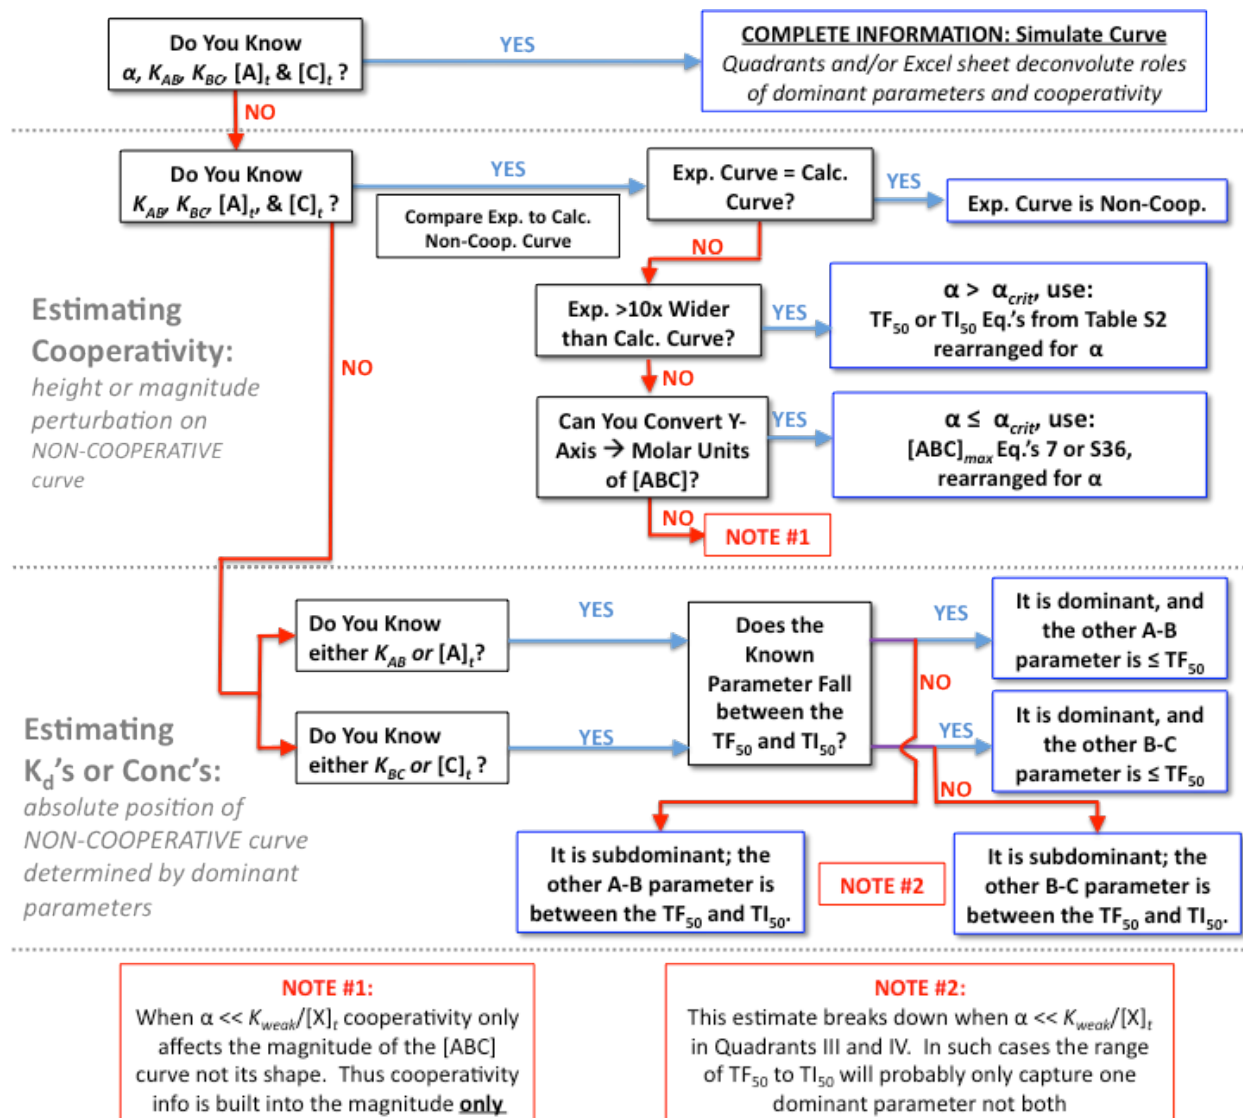 Do You Know
α, K_AB, K_BC, [A]_t & [C]_t ?
YES
COMPLETE INFORMATION: Simulate Curve
Quadrants and/or Excel sheet deconvolute roles
of dominant parameters and cooperativity
NO
Do You Know
K_AB, K_BC, [A]_t, & [C]_t ?
YES
Compare Exp. to Calc.
Non-Coop. Curve
Exp. Curve = Calc.
Curve?
YES
Exp. Curve is Non-Coop.
NO
Estimating
Cooperativity:
height or magnitude
perturbation on
NON-COOPERATIVE
curve
NO
Exp. >10x Wider
than Calc. Curve?
YES
α > α_crit, use:
TF50 or TI50 Eq.'s from Table S2
rearranged for α
NO
Can You Convert Y-
Axis → Molar Units
of [ABC]?
YES
α ≤ α_crit, use:
[ABC]_max Eq.'s 7 or S36,
rearranged for α
NO
NOTE #1
Estimating
K_d's or Conc's:
absolute position of
NON-COOPERATIVE curve
determined by dominant
parameters
Do You Know
either K_AB or [A]_t?
YES
Do You Know
either K_BC or [C]_t ?
YES
Does the
Known
Parameter Fall
between the
TF50 and TI50?
YES
It is dominant, and
the other A-B
parameter is ≤ TF50
NO
YES
It is dominant, and
the other B-C
parameter is ≤ TF50
NO
It is subdominant; the
other A-B parameter is
between the TF50 and TI50.
NOTE #2
It is subdominant; the
other B-C parameter is
between the TF50 and TI50.
NOTE #1:
When α << K_weak/[X]_t cooperativity only
affects the magnitude of the [ABC]
curve not its shape. Thus cooperativity
info is built into the magnitude only
NOTE #2:
This estimate breaks down when α << K_weak/[X]_t
in Quadrants III and IV. In such cases the range
of TF50 to TI50 will probably only capture one
dominant parameter not both